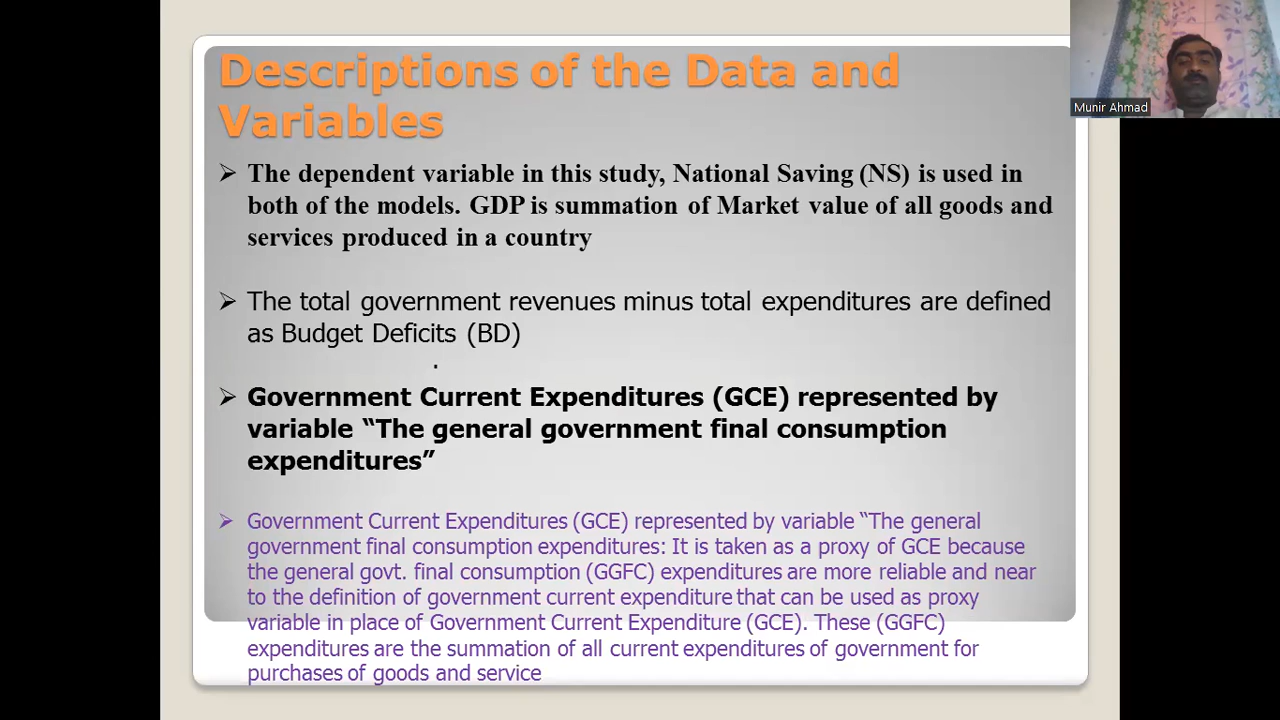 Descriptions of the Data and
Variables
The dependent variable in this study, National Saving (NS) is used in
both of the models. GDP is summation of Market value of all goods and
services produced in a country
The total government revenues minus total expenditures are defined
as Budget Deficits (BD)
.
Government Current Expenditures (GCE) represented by
variable “The general government final consumption
expenditures”
Government Current Expenditures (GCE) represented by variable “The general
government final consumption expenditures: It is taken as a proxy of GCE because
the general govt. final consumption (GGFC) expenditures are more reliable and near
to the definition of government current expenditure that can be used as proxy
variable in place of Government Current Expenditure (GCE). These (GGFC)
expenditures are the summation of all current expenditures of government for
purchases of goods and service
Munir Ahmad